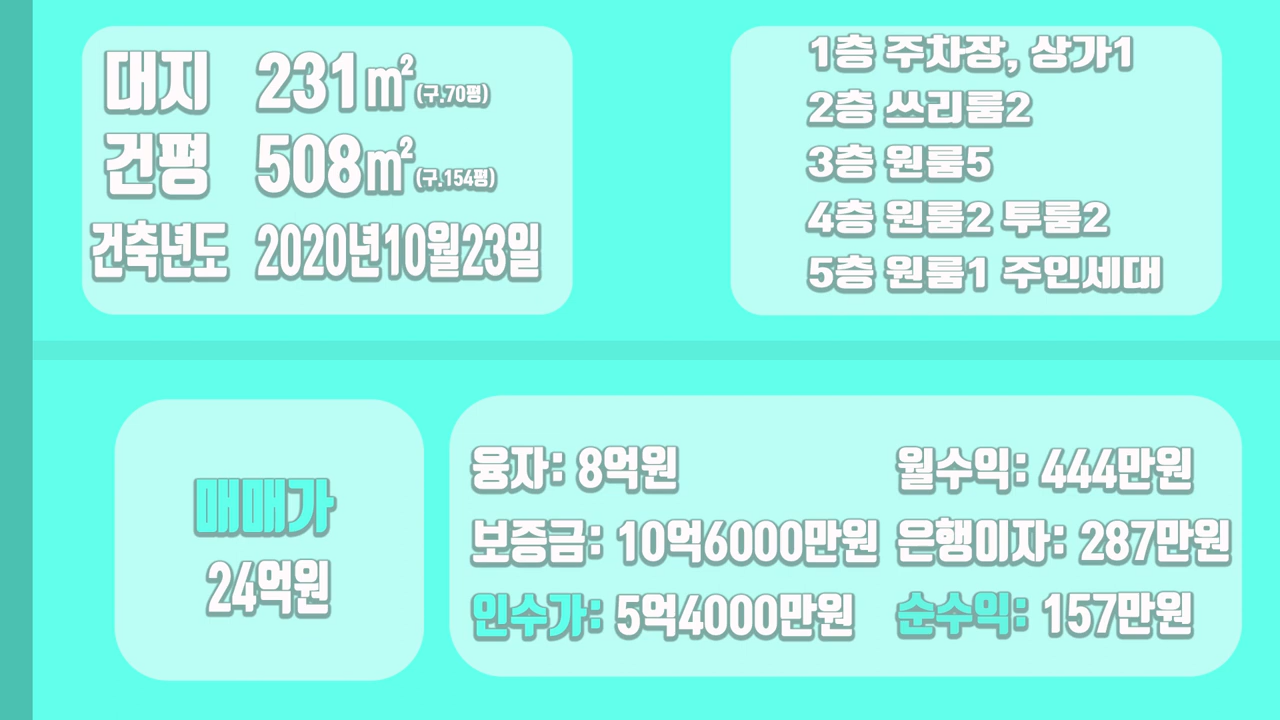 대지 231㎡(구.70평)
건평 508㎡(구.154평)
건축년도 2020년10월23일
1층 주차장, 상가1
2층 쓰리룸2
3층 원룸5
4층 원룸2 투룸2
5층 원룸1 주인세대
매매가
24억원
융자: 8억원
보증금: 10억6000만원
인수가: 5억4000만원
월수익: 444만원
은행이자: 287만원
순수익: 157만원